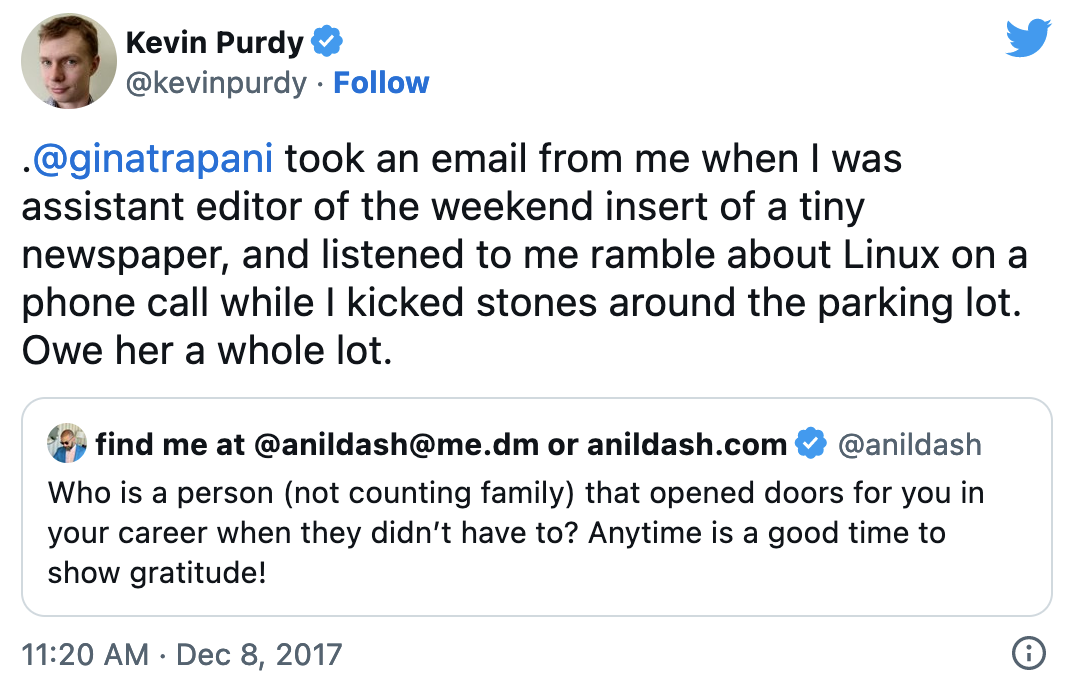 Kevin Purdy
@kevinpurdy · Follow
.@ginatrapani took an email from me when I was
assistant editor of the weekend insert of a tiny
newspaper, and listened to me ramble about Linux on a
phone call while I kicked stones around the parking lot.
Owe her a whole lot.
find me at @anildash@me.dm or anildash.com @anildash
Who is a person (not counting family) that opened doors for you in
your career when they didn’t have to? Anytime is a good time to
show gratitude!
11:20 AM · Dec 8, 2017